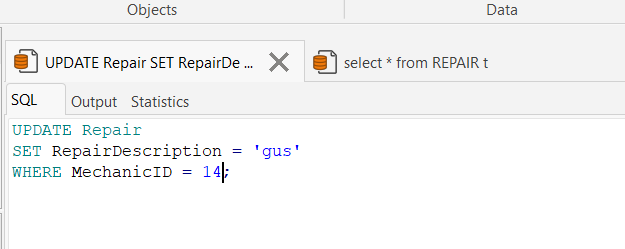 Objects
Data
UPDATE Repair SET RepairDe ...
select * from REPAIR t
SQL
Output
Statistics
UPDATE Repair
SET RepairDescription = 'gus'
WHERE MechanicID = 14;